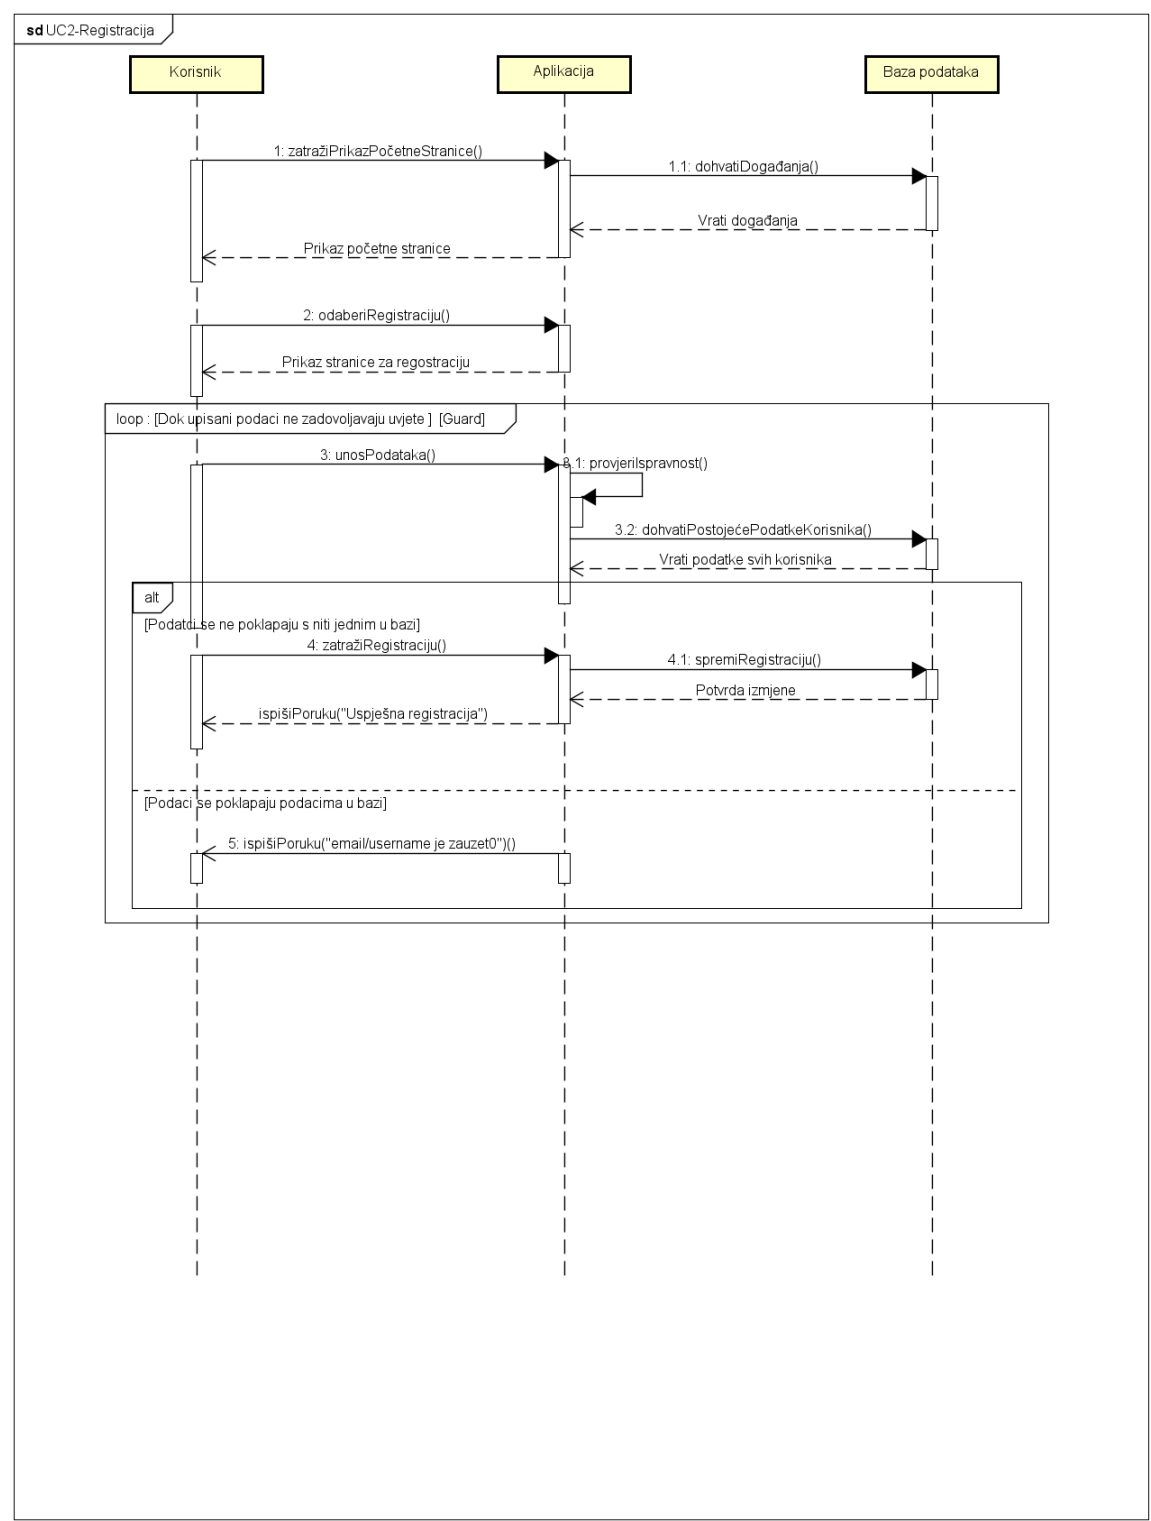 sd UC2-Registracija
Korisnik
Aplikacija
Baza podataka
1: zatražiPrikazPočetneStranice()
1.1: dohvatiDogađanja()
Vrati događanja
Prikaz početne stranice
2: odaberiRegistraciju()
Prikaz stranice za regostraciju
loop : [Dok upisani podaci ne zadovoljavaju uvjete ] [Guard]
3: unosPodataka()
3.1: provjeriIspravnost()
3.2: dohvatiPostojećePodatkeKorisnika()
Vrati podatke svih korisnika
alt
[Podatci se ne poklapaju s niti jednim u bazi]
4: zatražiRegistraciju()
4.1: spremiRegistraciju()
Potvrda izmjene
ispišiPoruku("Uspješna registracija")
[Podaci se poklapaju podacima u bazi]
5: ispišiPoruku("email/username je zauzet0")()